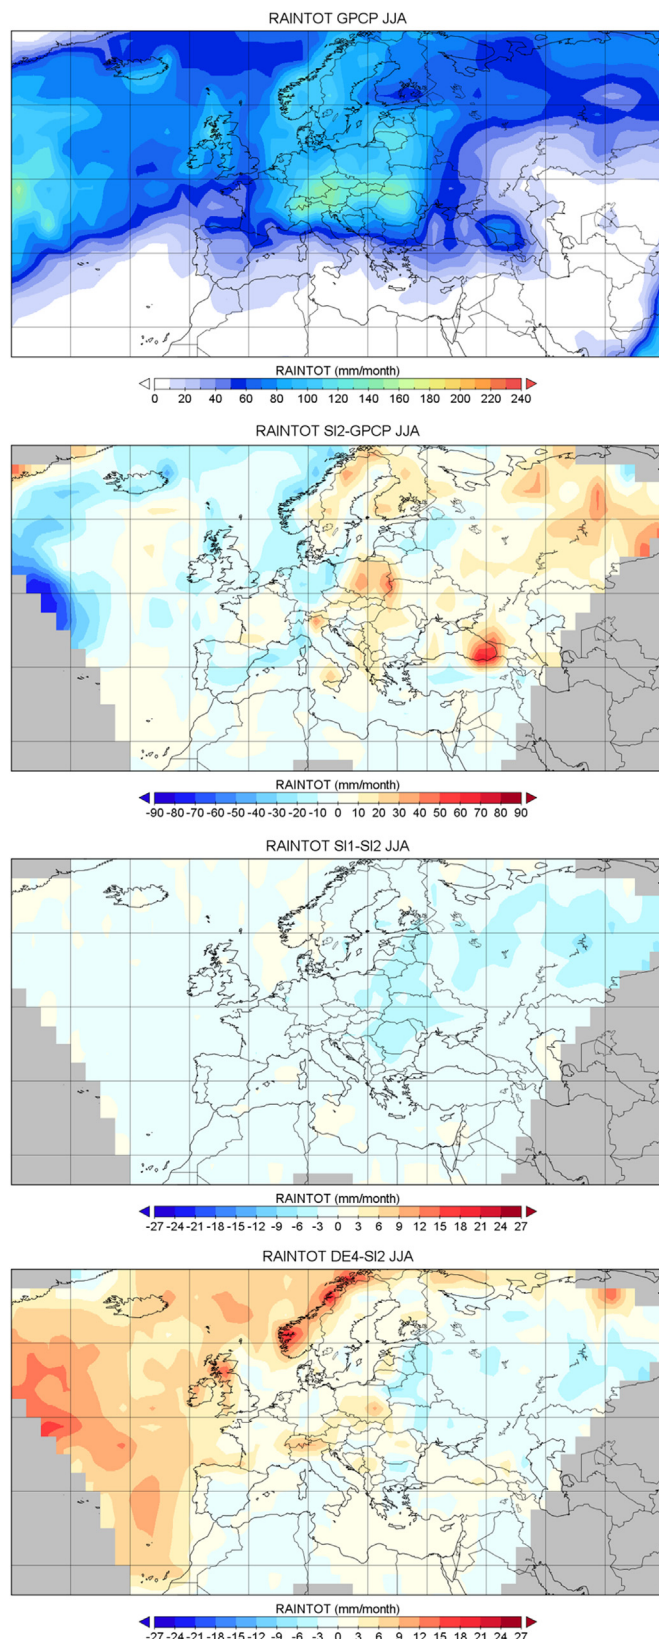 RAINTOT GPCP JJA
RAINTOT (mm/month)
0 20 40 60 80 100 120 140 160 180 200 220 240
RAINTOT SI2-GPCP JJA
RAINTOT (mm/month)
-90 -80 -70 -60 -50 -40 -30 -20 -10 0 10 20 30 40 50 60 70 80 90
RAINTOT SI1-SI2 JJA
RAINTOT (mm/month)
-27 -24 -21 -18 -15 -12 -9 -6 -3 0 3 6 9 12 15 18 21 24 27
RAINTOT DE4-SI2 JJA
RAINTOT (mm/month)
-27 -24 -21 -18 -15 -12 -9 -6 -3 0 3 6 9 12 15 18 21 24 27